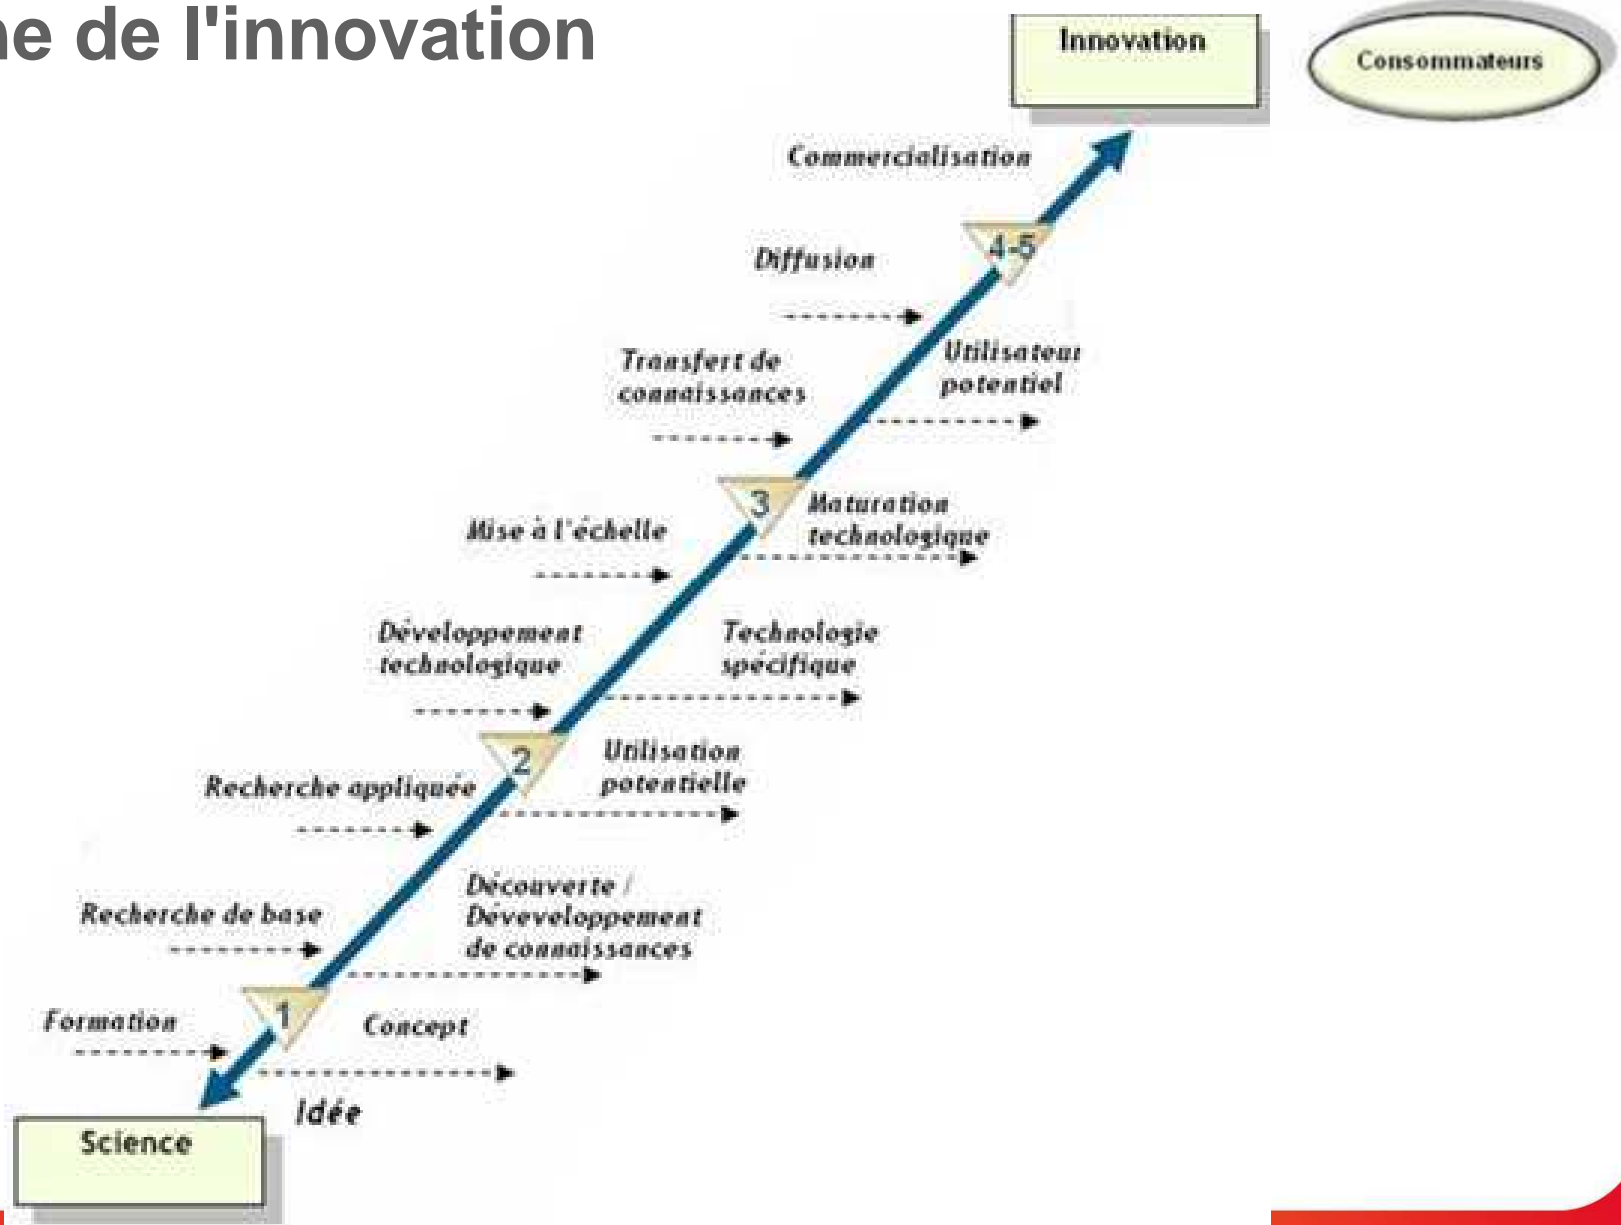 ne de l'innovation
Innovation
Consommateurs
Commercialisation
4-5
Diffusion
Utilisateur
potentiel
Transfert de
connaissances
3
Maturation
technologique
Mise à l'échelle
Développement
technologique
Technologie
spécifique
2
Utilisation
potentielle
Recherche appliquée
Découverte /
Déveveloppement
de connaissances
Recherche de base
1
Formation
Concept
Idée
Science